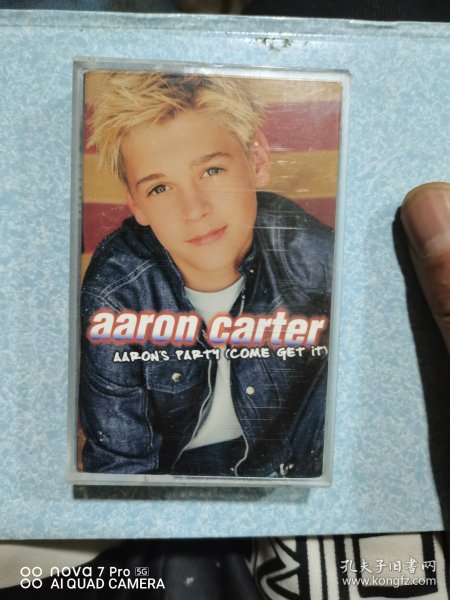 aaron carter
AARON'S PARTY (COME GET IT)
nova 7 Pro 5G
AI QUAD CAMERA
孔夫子旧书网
www.kongfz.com